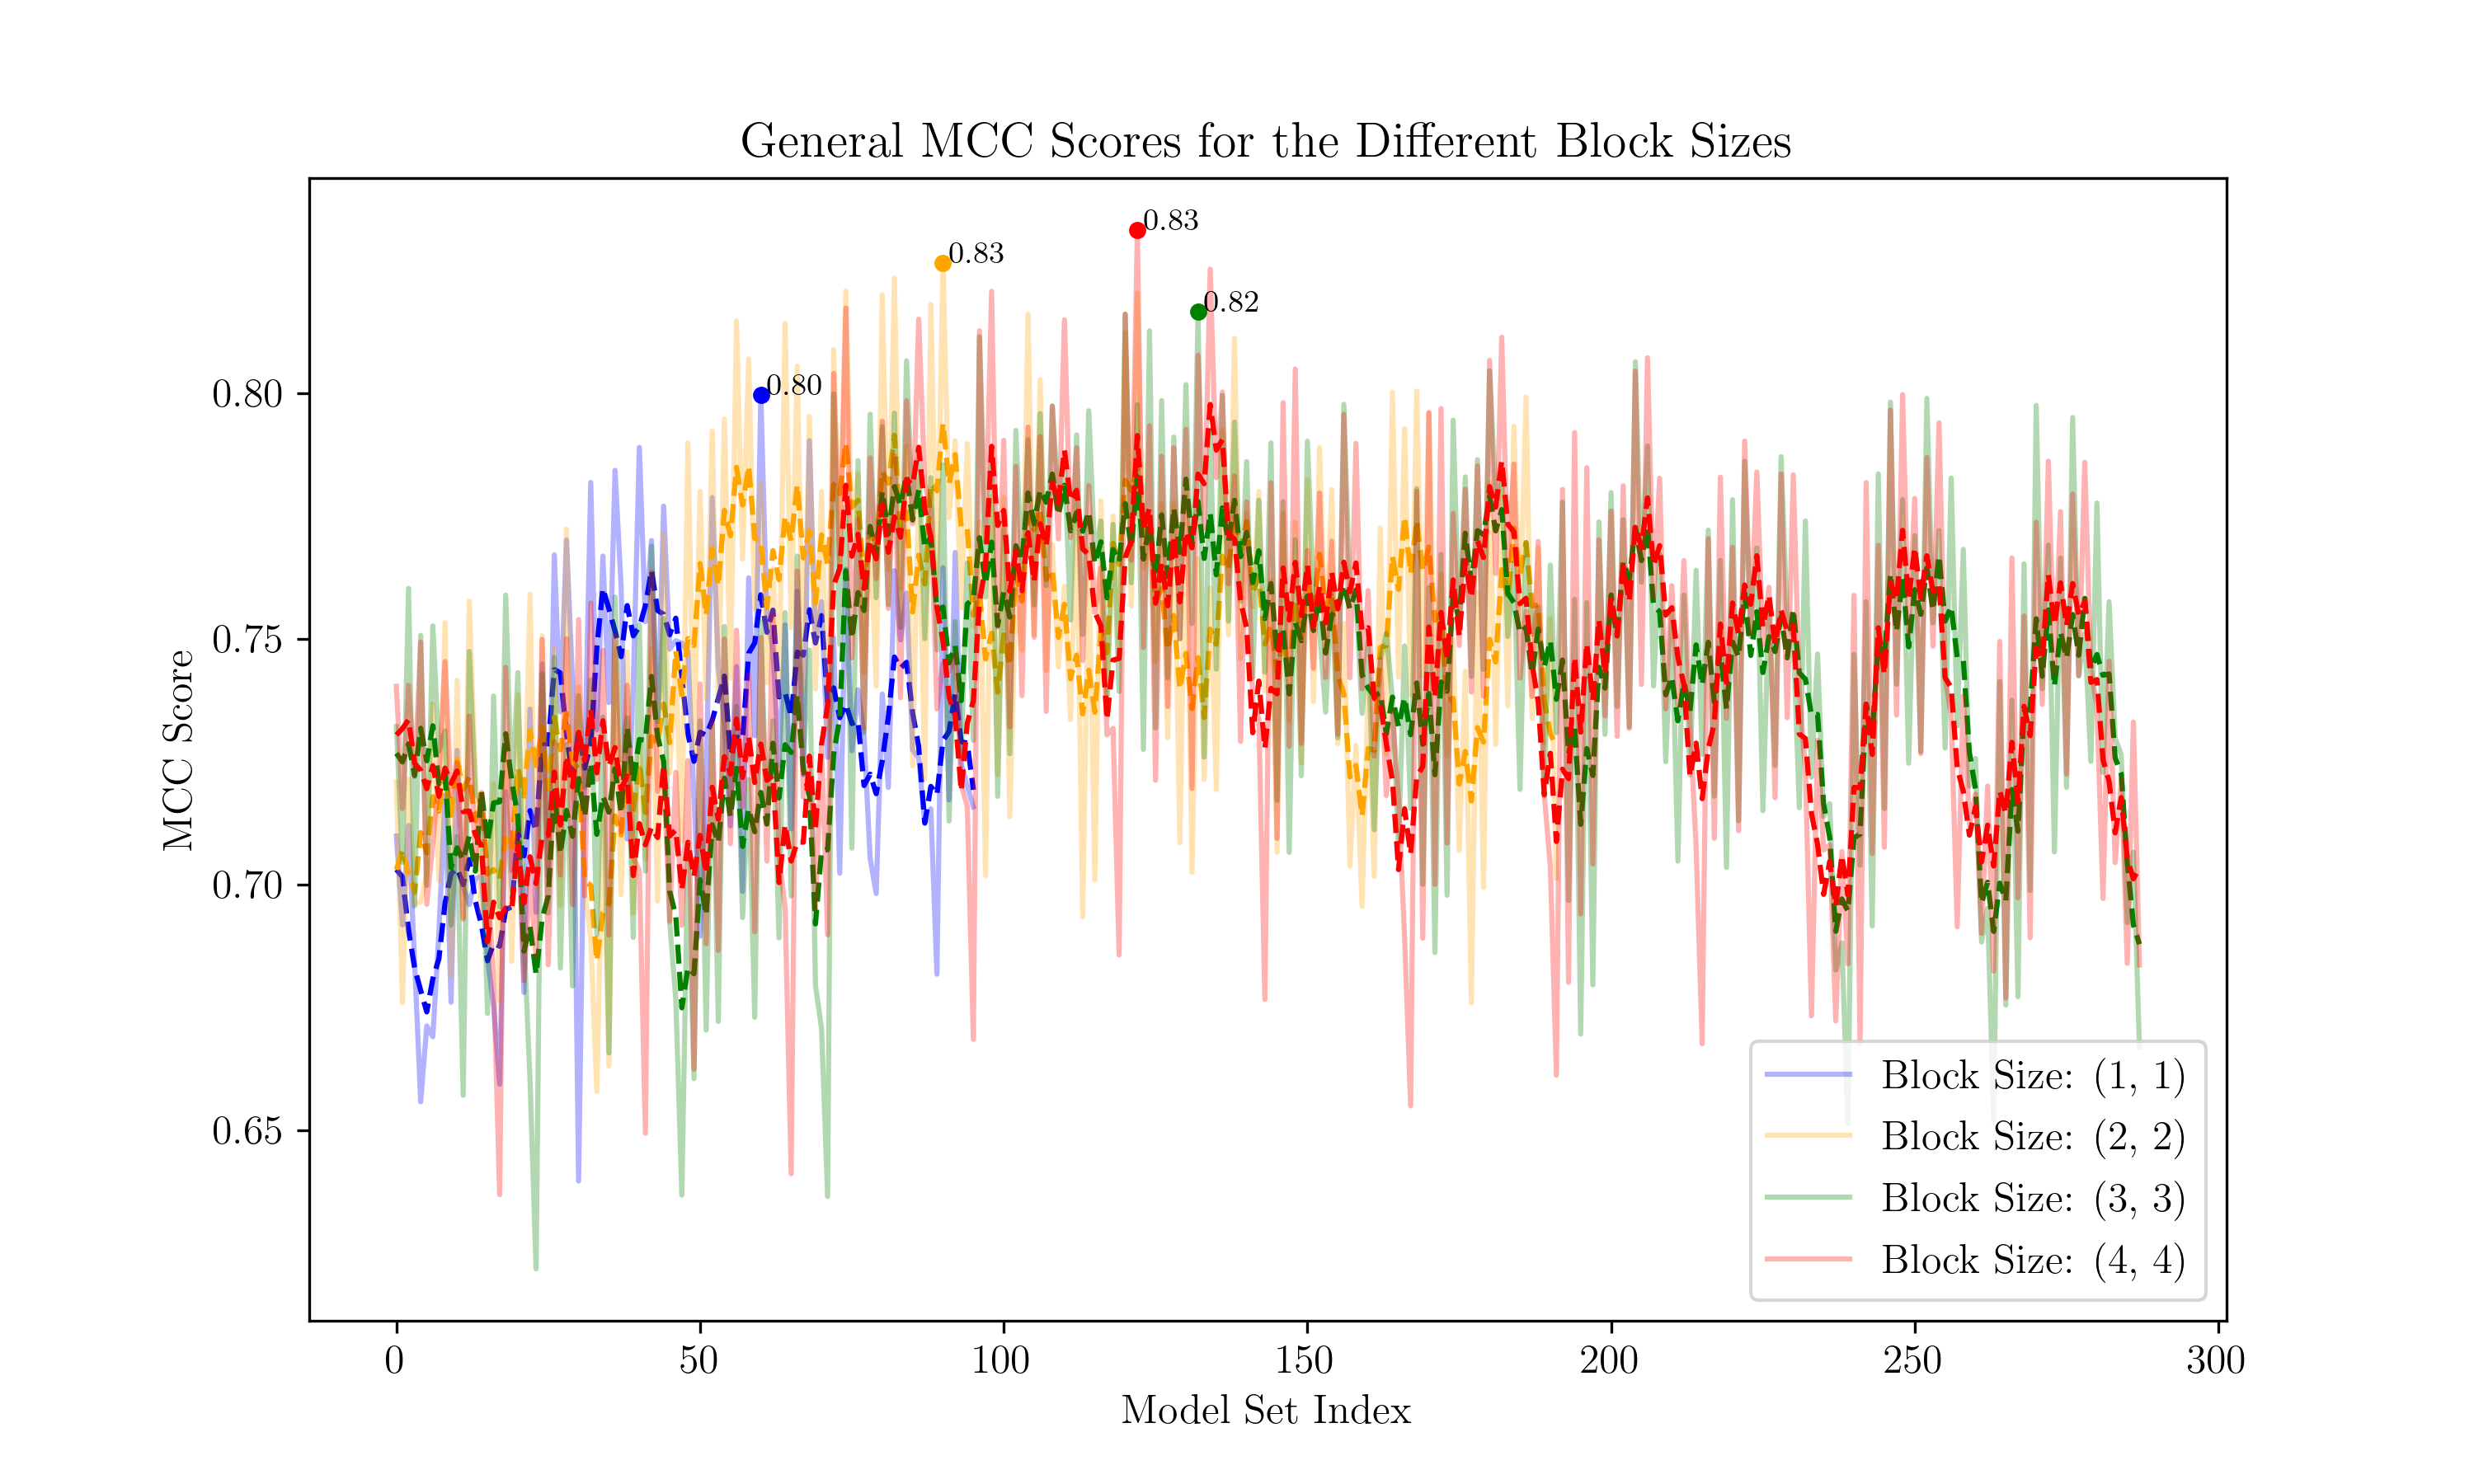 General MCC Scores for the Different Block Sizes
0.83
0.83
0.82
0.80
0.80
0.75
0.70
0.65
MCC Score
Block Size: (1, 1)
Block Size: (2, 2)
Block Size: (3, 3)
Block Size: (4, 4)
0 50 100 150 200 250 300
Model Set Index